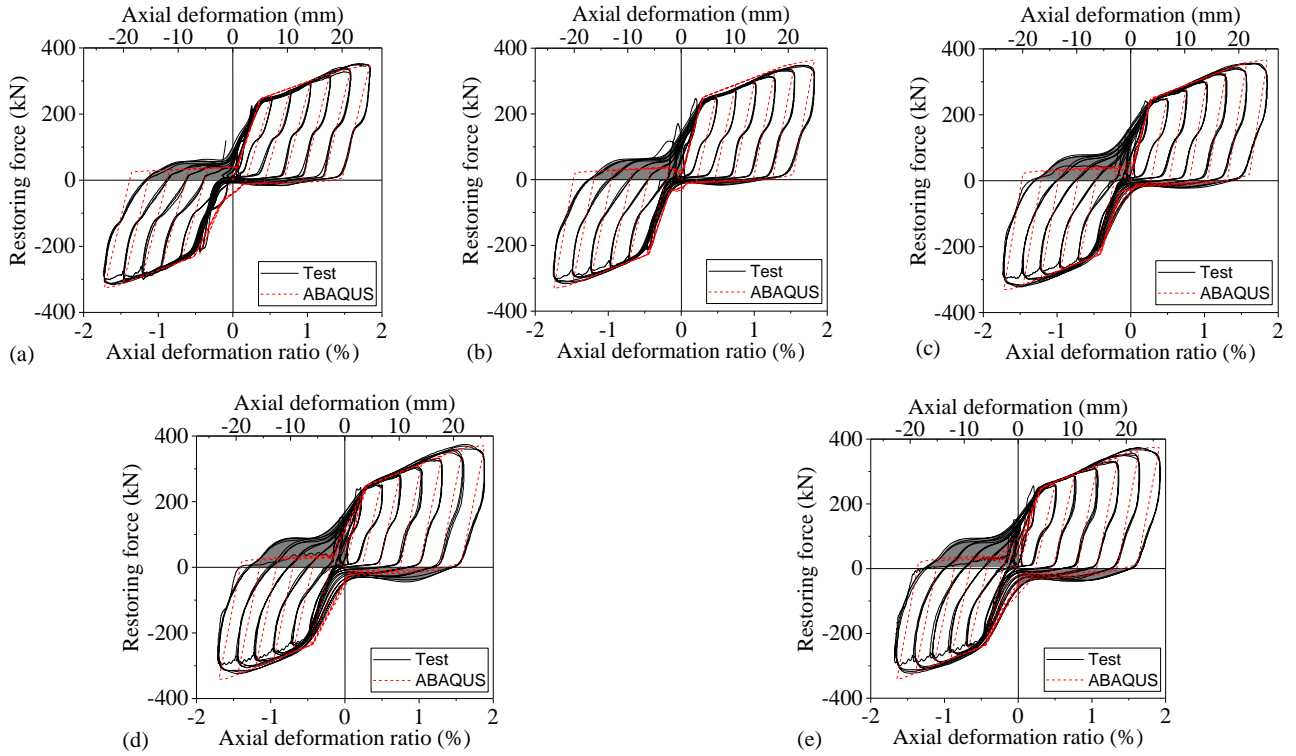 Axial deformation (mm)
-20 -10 0 10 20
400
200
0
-200
-400
Restoring force (kN)
Test
ABAQUS
-2 -1 0 1 2
Axial deformation ratio (%)
(a)
Axial deformation (mm)
-20 -10 0 10 20
400
200
0
-200
-400
Restoring force (kN)
Test
ABAQUS
-2 -1 0 1 2
Axial deformation ratio (%)
(b)
Axial deformation (mm)
-20 -10 0 10 20
400
200
0
-200
-400
Restoring force (kN)
Test
ABAQUS
-2 -1 0 1 2
Axial deformation ratio (%)
(c)
Axial deformation (mm)
-20 -10 0 10 20
400
200
0
-200
-400
Restoring force (kN)
Test
ABAQUS
-2 -1 0 1 2
Axial deformation ratio (%)
(d)
Axial deformation (mm)
-20 -10 0 10 20
400
200
0
-200
-400
Restoring force (kN)
Test
ABAQUS
-2 -1 0 1 2
Axial deformation ratio (%)
(e)